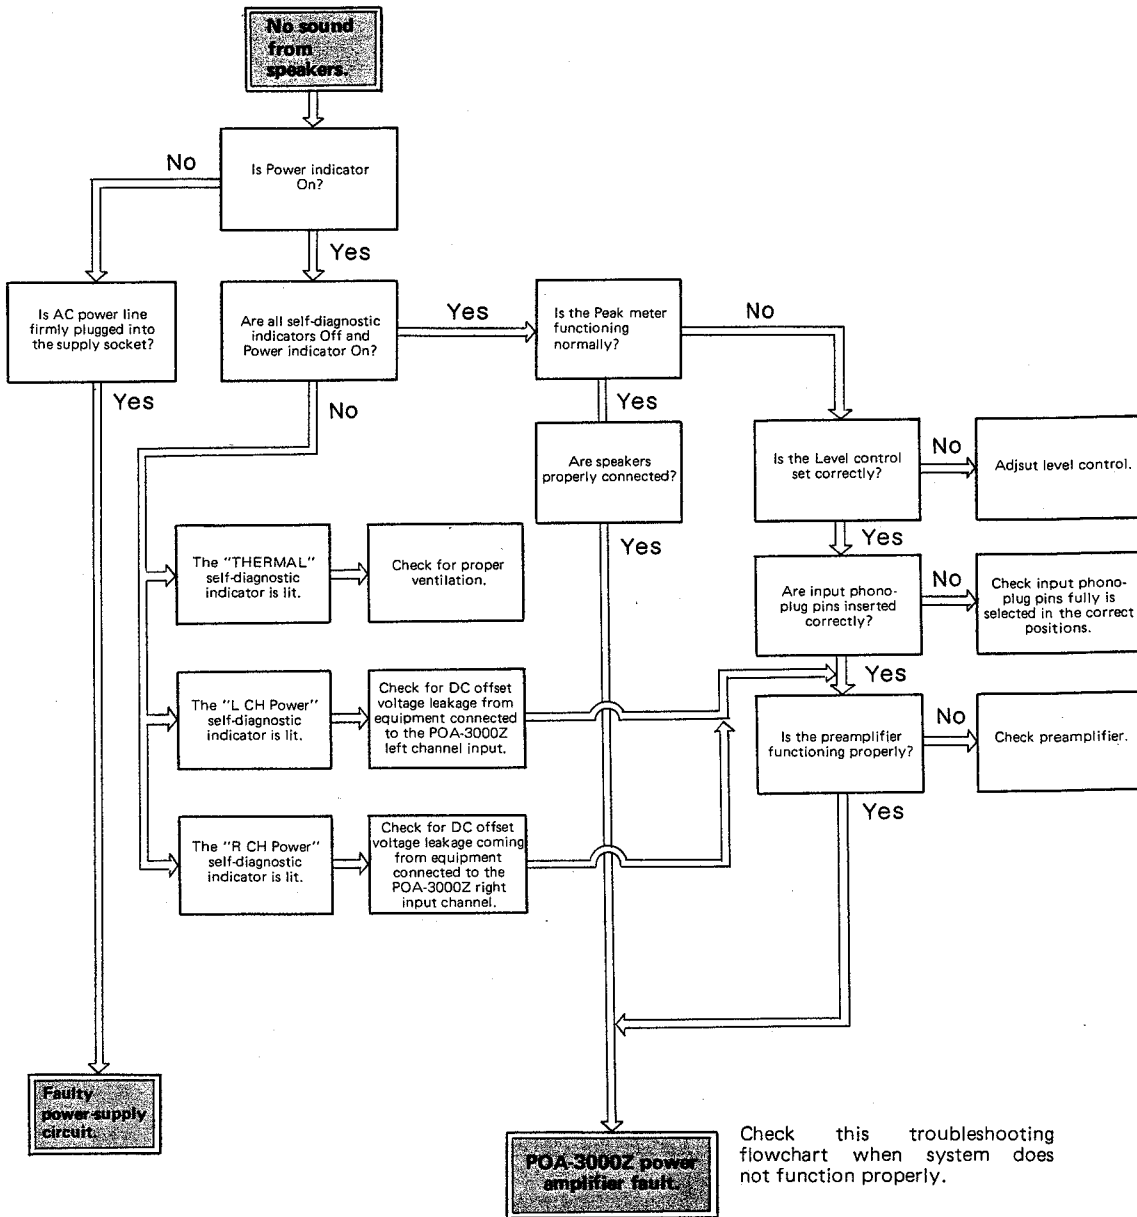 No sound
from
speakers.
No
Is Power indicator
On?
Yes
Is AC power line
firmly plugged into
the supply socket?
Yes
Are all self-diagnostic
indicators Off and
Power indicator On?
Yes
No
Is the Peak meter
functioning
normally?
No
Yes
Are speakers
properly connected?
Yes
Is the Level control
set correctly?
No
Adjsut level control.
Yes
The "THERMAL"
self-diagnostic
indicator is lit.
Check for proper
ventilation.
Are input phono-
plug pins inserted
correctly?
No
Check input phono-
plug pins fully is
selected in the correct
positions.
Yes
The "L CH Power"
self-diagnostic
indicator is lit.
Check for DC offset
voltage leakage from
equipment connected
to the POA-3000Z
left channel input.
Is the preamplifier
functioning properly?
No
Check preamplifier.
Yes
The "R CH Power"
self-diagnostic
indicator is lit.
Check for DC offset
voltage leakage coming
from equipment
connected to the
POA-3000Z right
input channel.
Faulty
power-supply
circuit.
POA-3000Z power
amplifier fault.
Check this troubleshooting
flowchart when system does
not function properly.